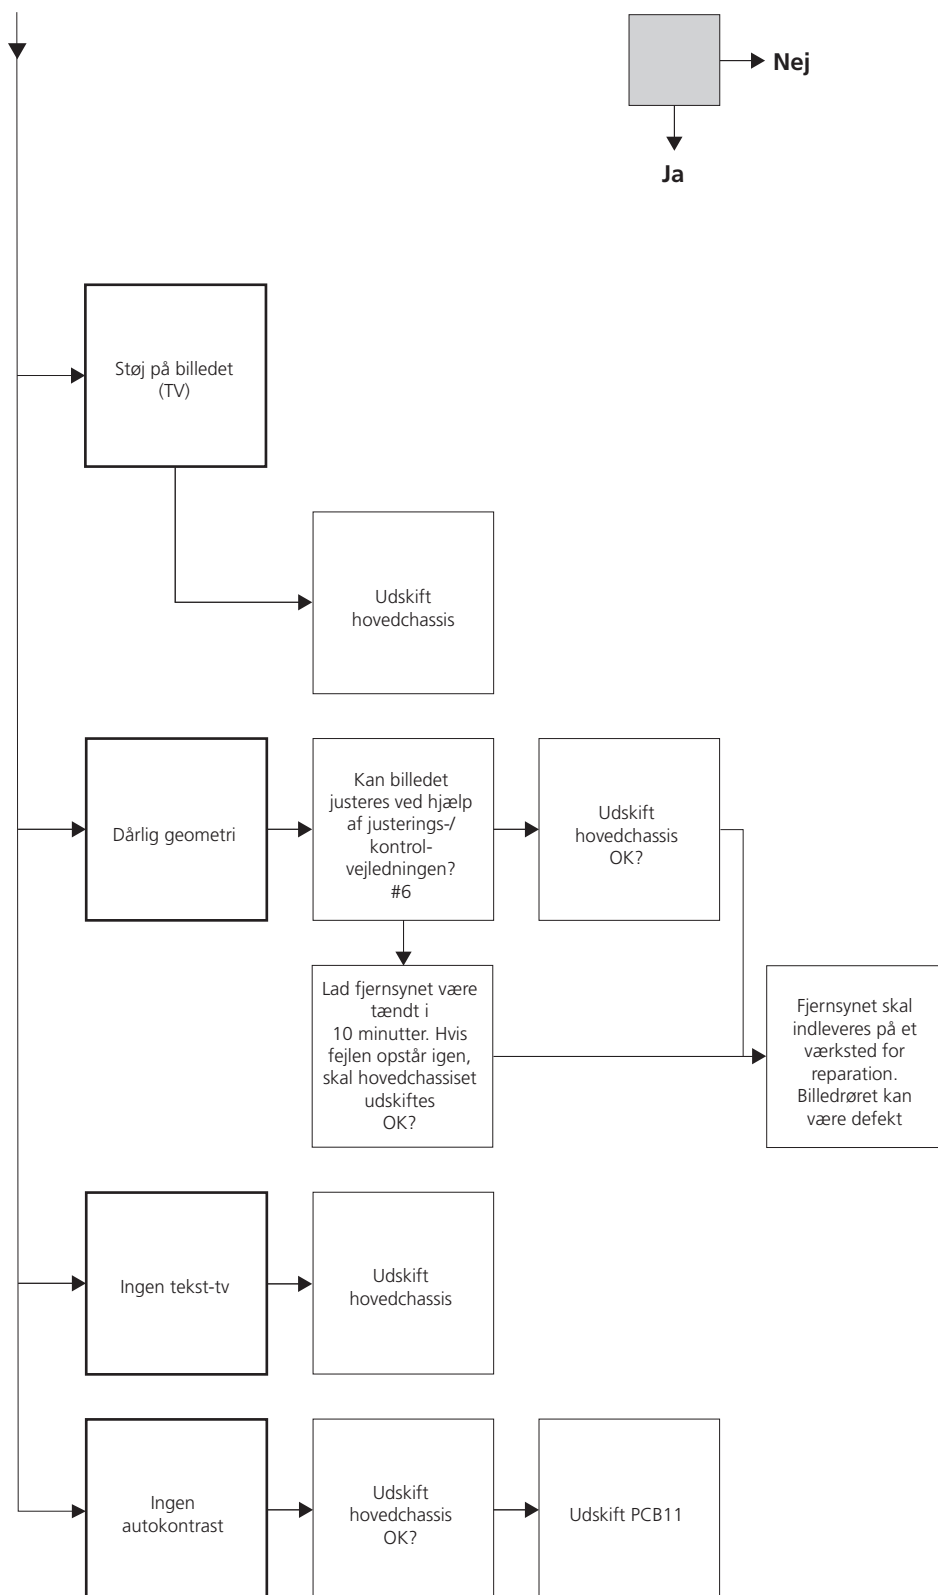 Nej
Ja
Støj på billedet
(TV)
Udskift
hovedchassis
Dårlig geometri
Kan billedet
justeres ved hjælp
af justerings-/
kontrol-
vejledningen?
#6
Udskift
hovedchassis
OK?
Lad fjernsynet være
tændt i
10 minutter. Hvis
fejlen opstår igen,
skal hovedchassiset
udskiftes
OK?
Fjernsynet skal
indleveres på et
værksted for
reparation.
Billedrøret kan
være defekt
Ingen tekst-tv
Udskift
hovedchassis
Ingen
autokontrast
Udskift
hovedchassis
OK?
Udskift PCB11